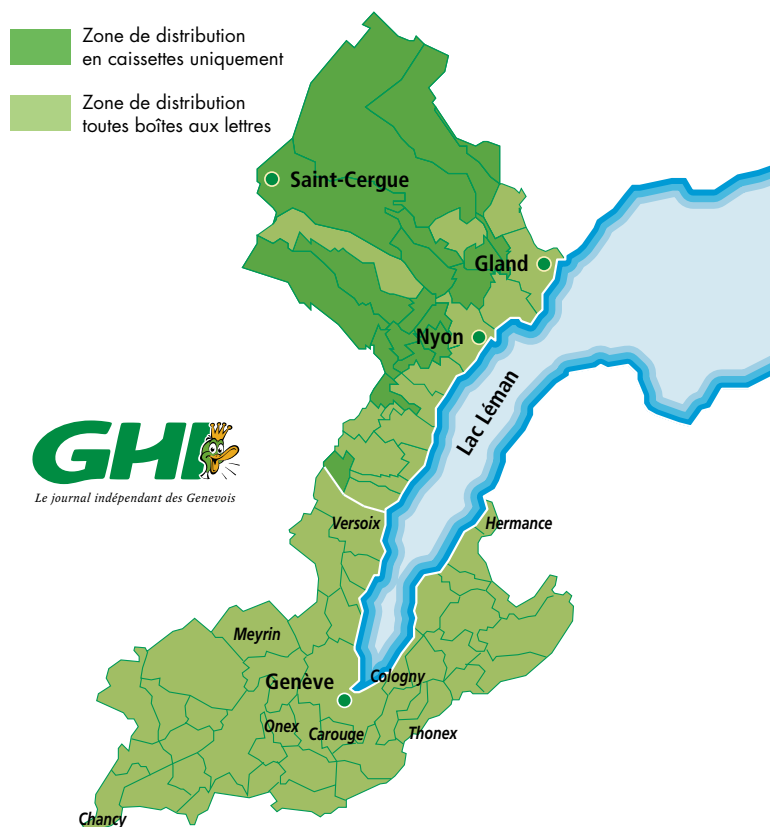 Zone de distribution
en caissettes uniquement
Zone de distribution
toutes boîtes aux lettres
Saint-Cergue
Gland
Nyon
Lac Léman
GHI
Le journal indépendant des Genevois
Versoix
Hermance
Meyrin
Genève
Cologny
Onex
Carouge
Thonex
Chancy